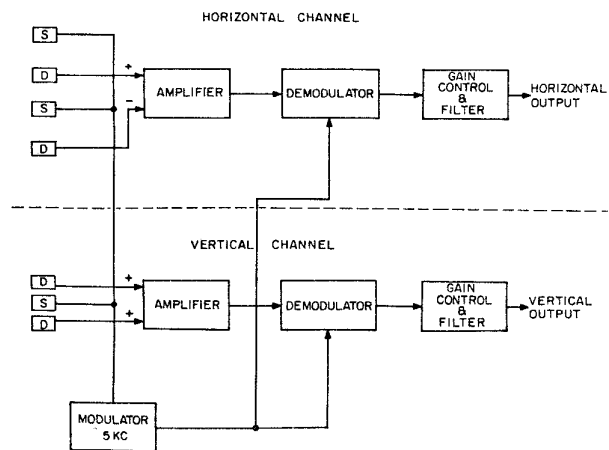 HORIZONTAL CHANNEL
S
D
+
S
−
D
AMPLIFIER
DEMODULATOR
GAIN
CONTROL
&
FILTER
HORIZONTAL
OUTPUT
VERTICAL CHANNEL
D
+
S
D
+
AMPLIFIER
DEMODULATOR
GAIN
CONTROL
&
FILTER
VERTICAL
OUTPUT
MODULATOR
5 KC